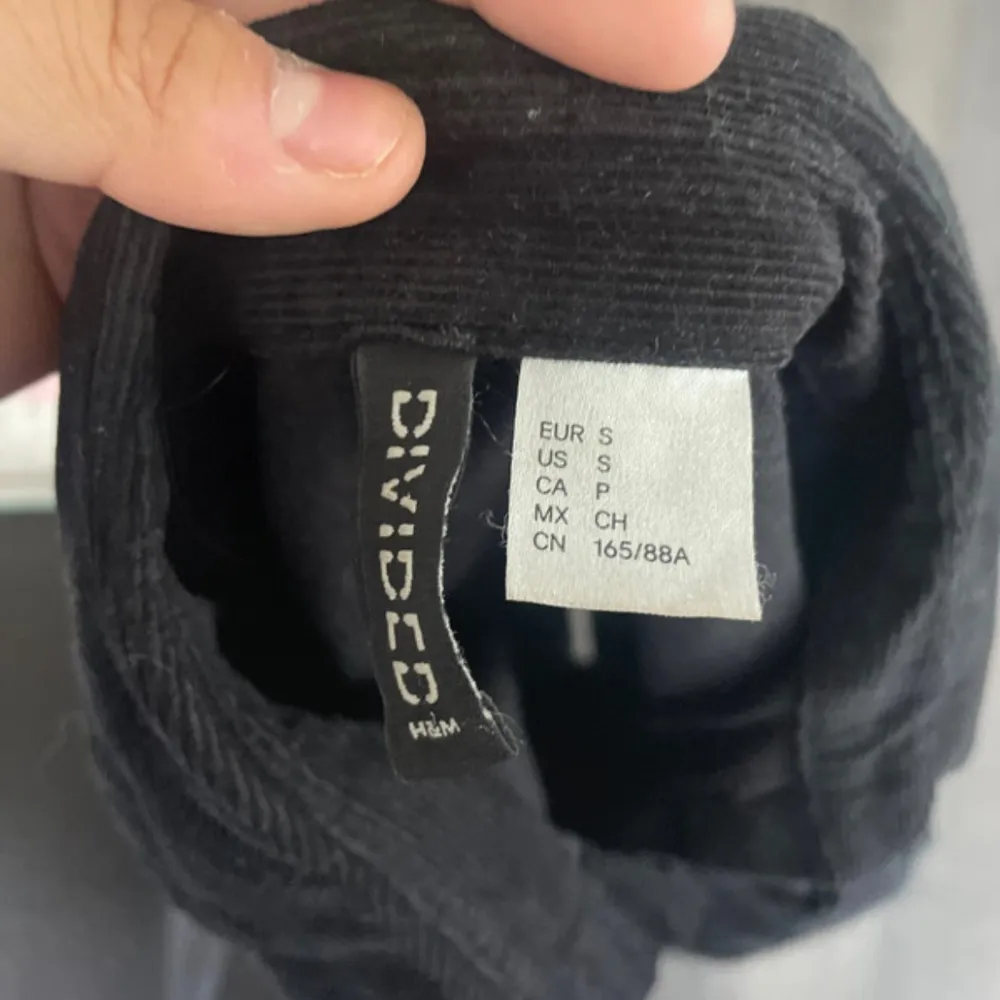 DIVIDED
H&M
EUR S
US S
CA P
MX CH
CN 165/88A